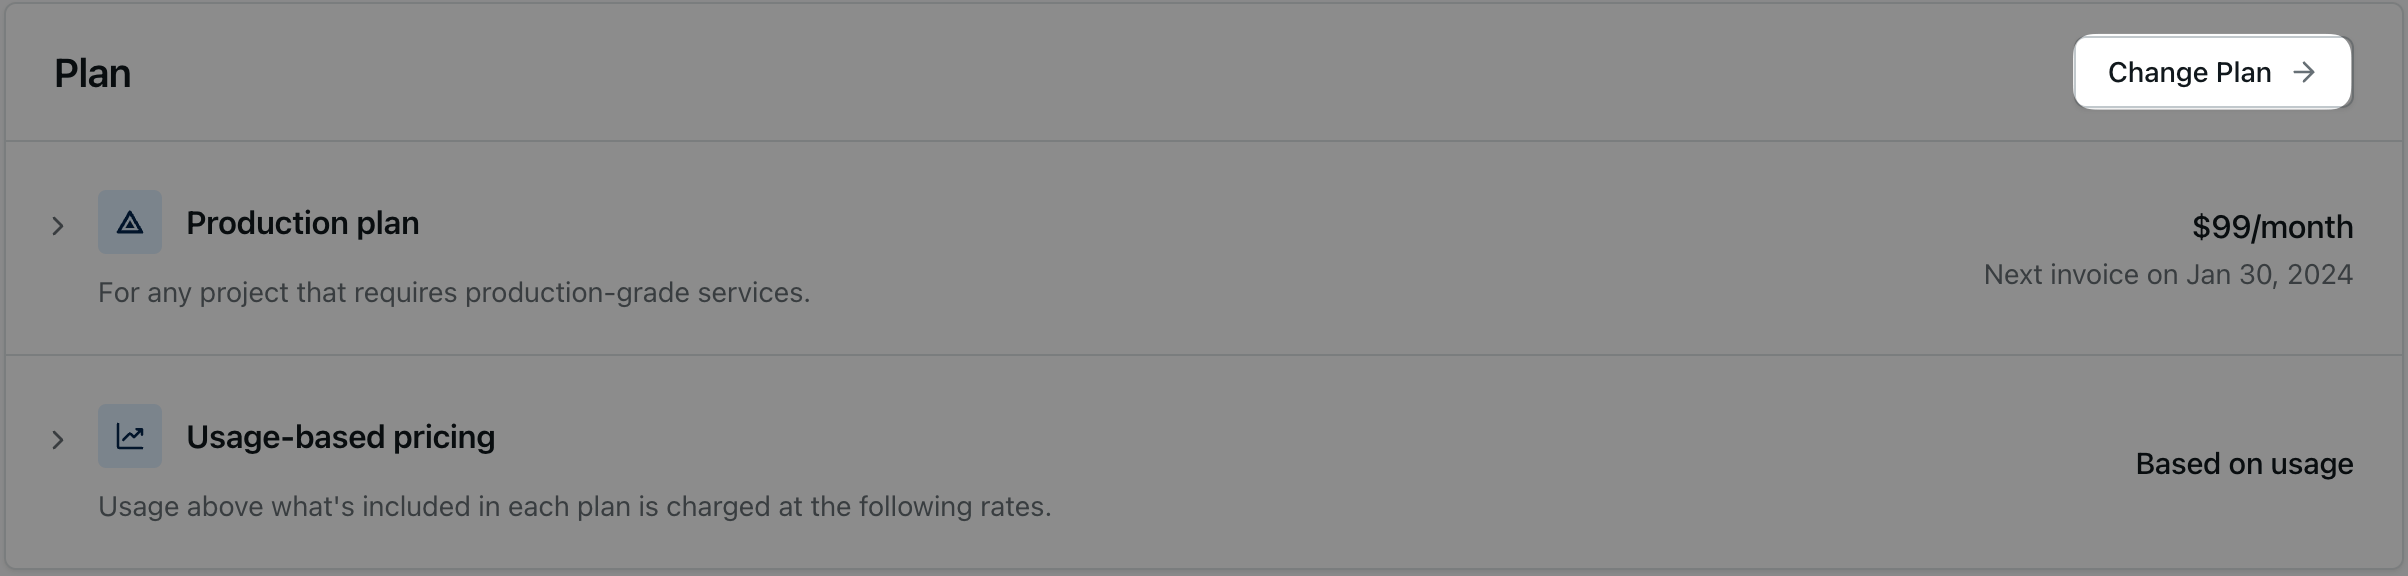 Plan
Change Plan →
Production plan
$99/month
Next invoice on Jan 30, 2024
For any project that requires production-grade services.
Usage-based pricing
Based on usage
Usage above what's included in each plan is charged at the following rates.